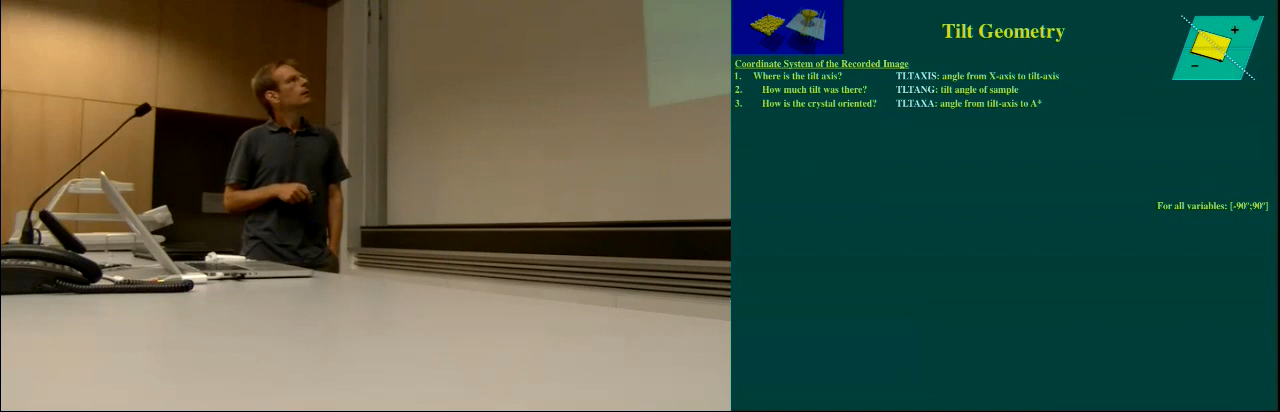 Tilt Geometry
+
-
Coordinate System of the Recorded Image
1. Where is the tilt axis? TLTAXIS: angle from X-axis to tilt-axis
2. How much tilt was there? TLTANG: tilt angle of sample
3. How is the crystal oriented? TLTAXA: angle from tilt-axis to A*
For all variables: [-90°;90°]